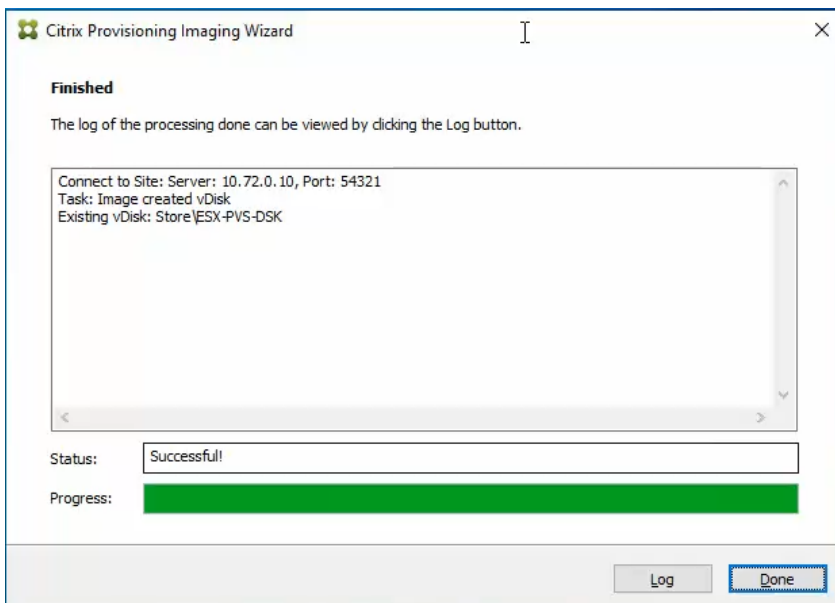 Citrix Provisioning Imaging Wizard
Finished
The log of the processing done can be viewed by clicking the Log button.
Connect to Site: Server: 10.72.0.10, Port: 54321
Task: Image created vDisk
Existing vDisk: Store\ESX-PVS-DSK
Status: Successful!
Progress:
Log Done